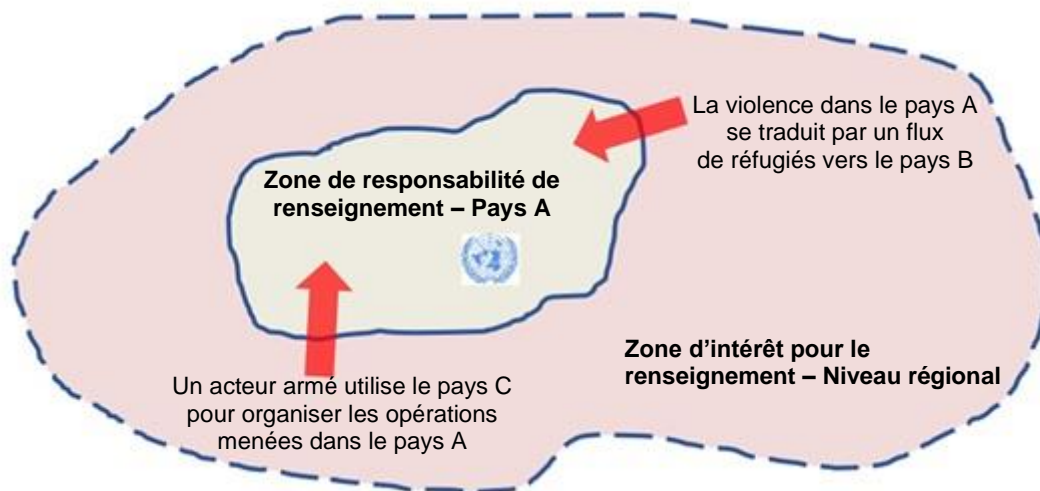 La violence dans le pays A
se traduit par un flux
de réfugiés vers le pays B
Zone de responsabilité de
renseignement – Pays A
Zone d’intérêt pour le
renseignement – Niveau régional
Un acteur armé utilise le pays C
pour organiser les opérations
menées dans le pays A